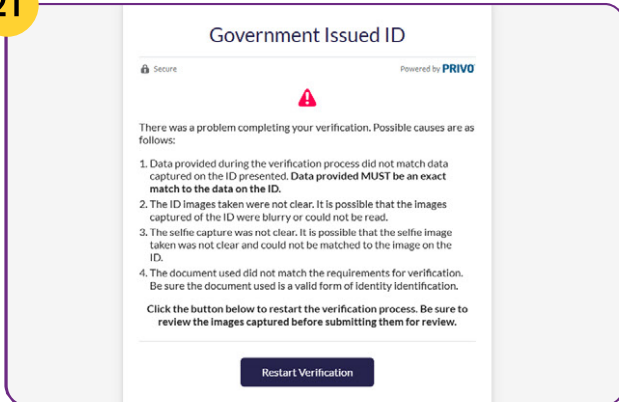 21
Government Issued ID
Secure
Powered by PRIVO
There was a problem completing your verification. Possible causes are as
follows:
1. Data provided during the verification process did not match data
captured on the ID presented. Data provided MUST be an exact
match to the data on the ID.
2. The ID images taken were not clear. It is possible that the images
captured of the ID were blurry or could not be read.
3. The selfie capture was not clear. It is possible that the selfie image
taken was not clear and could not be matched to the image on the
ID.
4. The document used did not match the requirements for verification.
Be sure the document used is a valid form of identity identification.
Click the button below to restart the verification process. Be sure to
review the images captured before submitting them for review.
Restart Verification